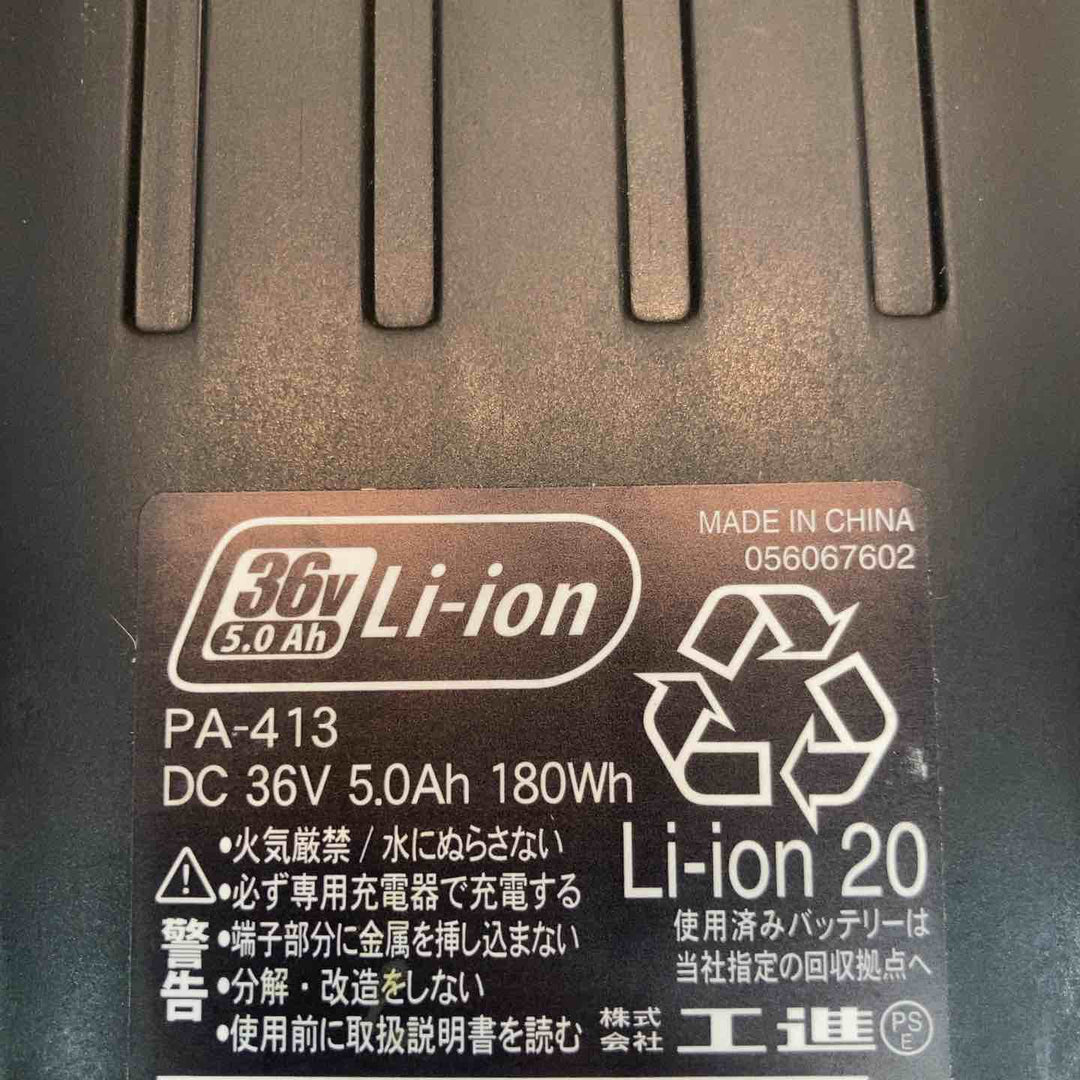 MADE IN CHINA
056067602
36V
5.0 Ah
Li-ion
PA-413
DC 36V 5.0Ah 180Wh
Li-ion 20
使用済みバッテリーは
当社指定の回収拠点へ
警告
•火気厳禁 / 水にぬらさない
•必ず専用充電器で充電する
•端子部分に金属を挿し込まない
•分解・改造をしない
•使用前に取扱説明書を読む
株式会社 工進
PSE